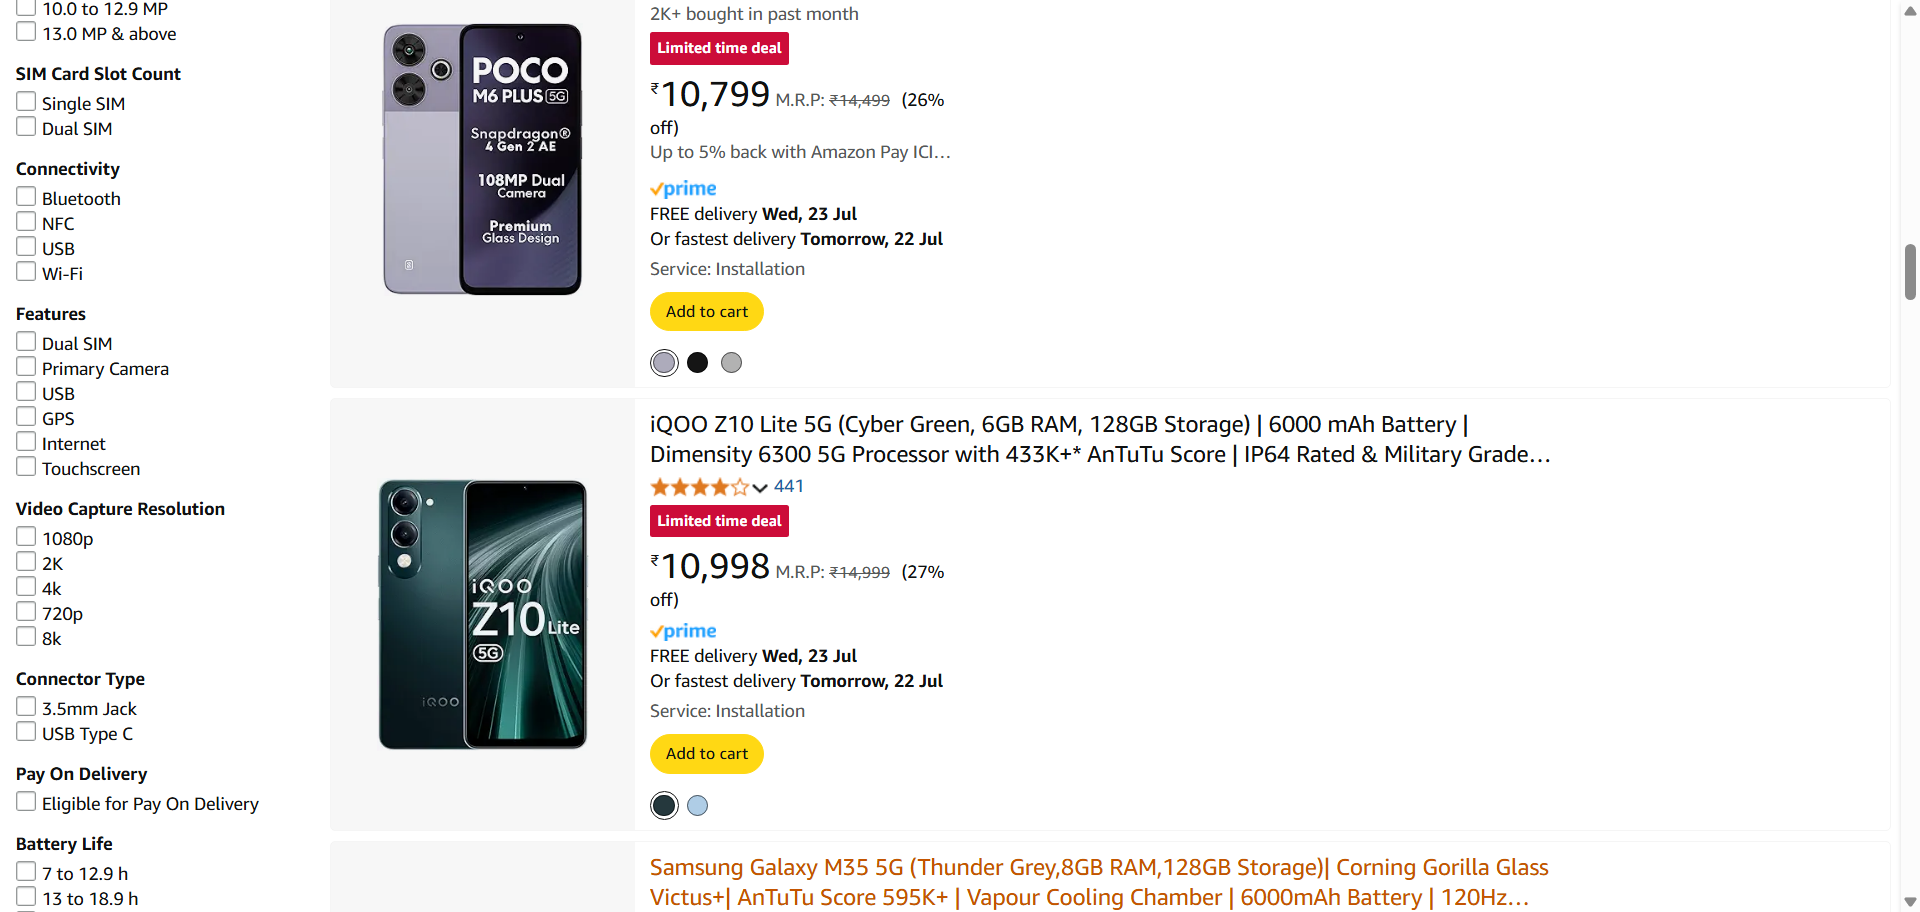 10.0 to 12.9 MP
13.0 MP & above
SIM Card Slot Count
Single SIM
Dual SIM
Connectivity
Bluetooth
NFC
USB
Wi-Fi
Features
Dual SIM
Primary Camera
USB
GPS
Internet
Touchscreen
Video Capture Resolution
1080p
2K
4k
720p
8k
Connector Type
3.5mm Jack
USB Type C
Pay On Delivery
Eligible for Pay On Delivery
Battery Life
7 to 12.9 h
13 to 18.9 h
POCO
M6 PLUS 5G
Snapdragon®
4 Gen 2 AE
108MP Dual
Camera
Premium
Glass Design
2K+ bought in past month
Limited time deal
₹10,799 M.R.P: ₹14,499 (26%
off)
Up to 5% back with Amazon Pay ICI…
prime
FREE delivery Wed, 23 Jul
Or fastest delivery Tomorrow, 22 Jul
Service: Installation
Add to cart
iQOO
Z10 Lite
5G
iQOO
iQOO Z10 Lite 5G (Cyber Green, 6GB RAM, 128GB Storage) | 6000 mAh Battery |
Dimensity 6300 5G Processor with 433K+* AnTuTu Score | IP64 Rated & Military Grade…
441
Limited time deal
₹10,998 M.R.P: ₹14,999 (27%
off)
prime
FREE delivery Wed, 23 Jul
Or fastest delivery Tomorrow, 22 Jul
Service: Installation
Add to cart
Samsung Galaxy M35 5G (Thunder Grey,8GB RAM,128GB Storage)| Corning Gorilla Glass
Victus+| AnTuTu Score 595K+ | Vapour Cooling Chamber | 6000mAh Battery | 120Hz…